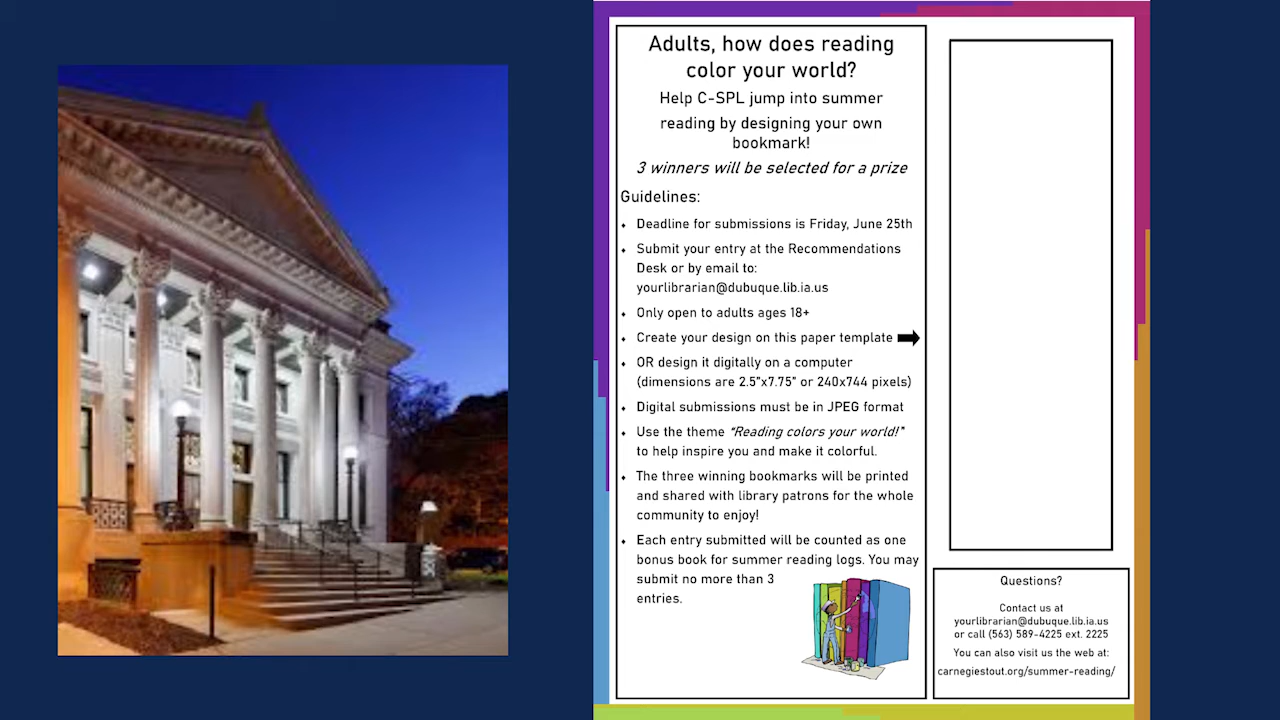 Adults, how does reading
color your world?
Help C-SPL jump into summer
reading by designing your own
bookmark!
3 winners will be selected for a prize
Guidelines:
Deadline for submissions is Friday, June 25th
Submit your entry at the Recommendations
Desk or by email to:
yourlibrarian@dubuque.lib.ia.us
Only open to adults ages 18+
Create your design on this paper template
OR design it digitally on a computer
(dimensions are 2.5"x7.75" or 240x744 pixels)
Digital submissions must be in JPEG format
Use the theme "Reading colors your world!"
to help inspire you and make it colorful.
The three winning bookmarks will be printed
and shared with library patrons for the whole
community to enjoy!
Each entry submitted will be counted as one
bonus book for summer reading logs. You may
submit no more than 3
entries.
Questions?
Contact us at
yourlibrarian@dubuque.lib.ia.us
or call (563) 589-4225 ext. 2225
You can also visit us the web at:
carnegiestout.org/summer-reading/